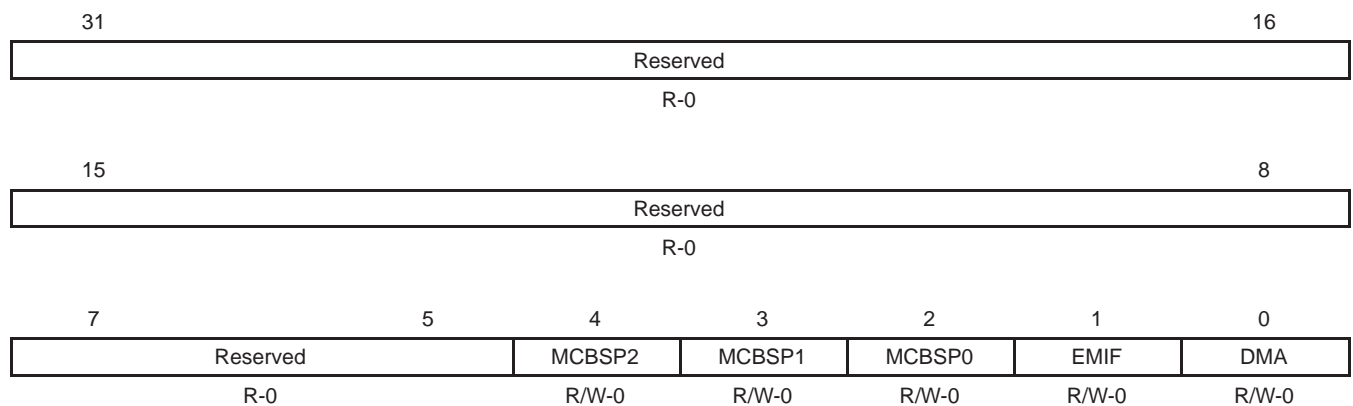 31 16
Reserved
R-0
15 8
Reserved
R-0
7 5 4 3 2 1 0
Reserved MCBSP2 MCBSP1 MCBSP0 EMIF DMA
R-0 R/W-0 R/W-0 R/W-0 R/W-0 R/W-0